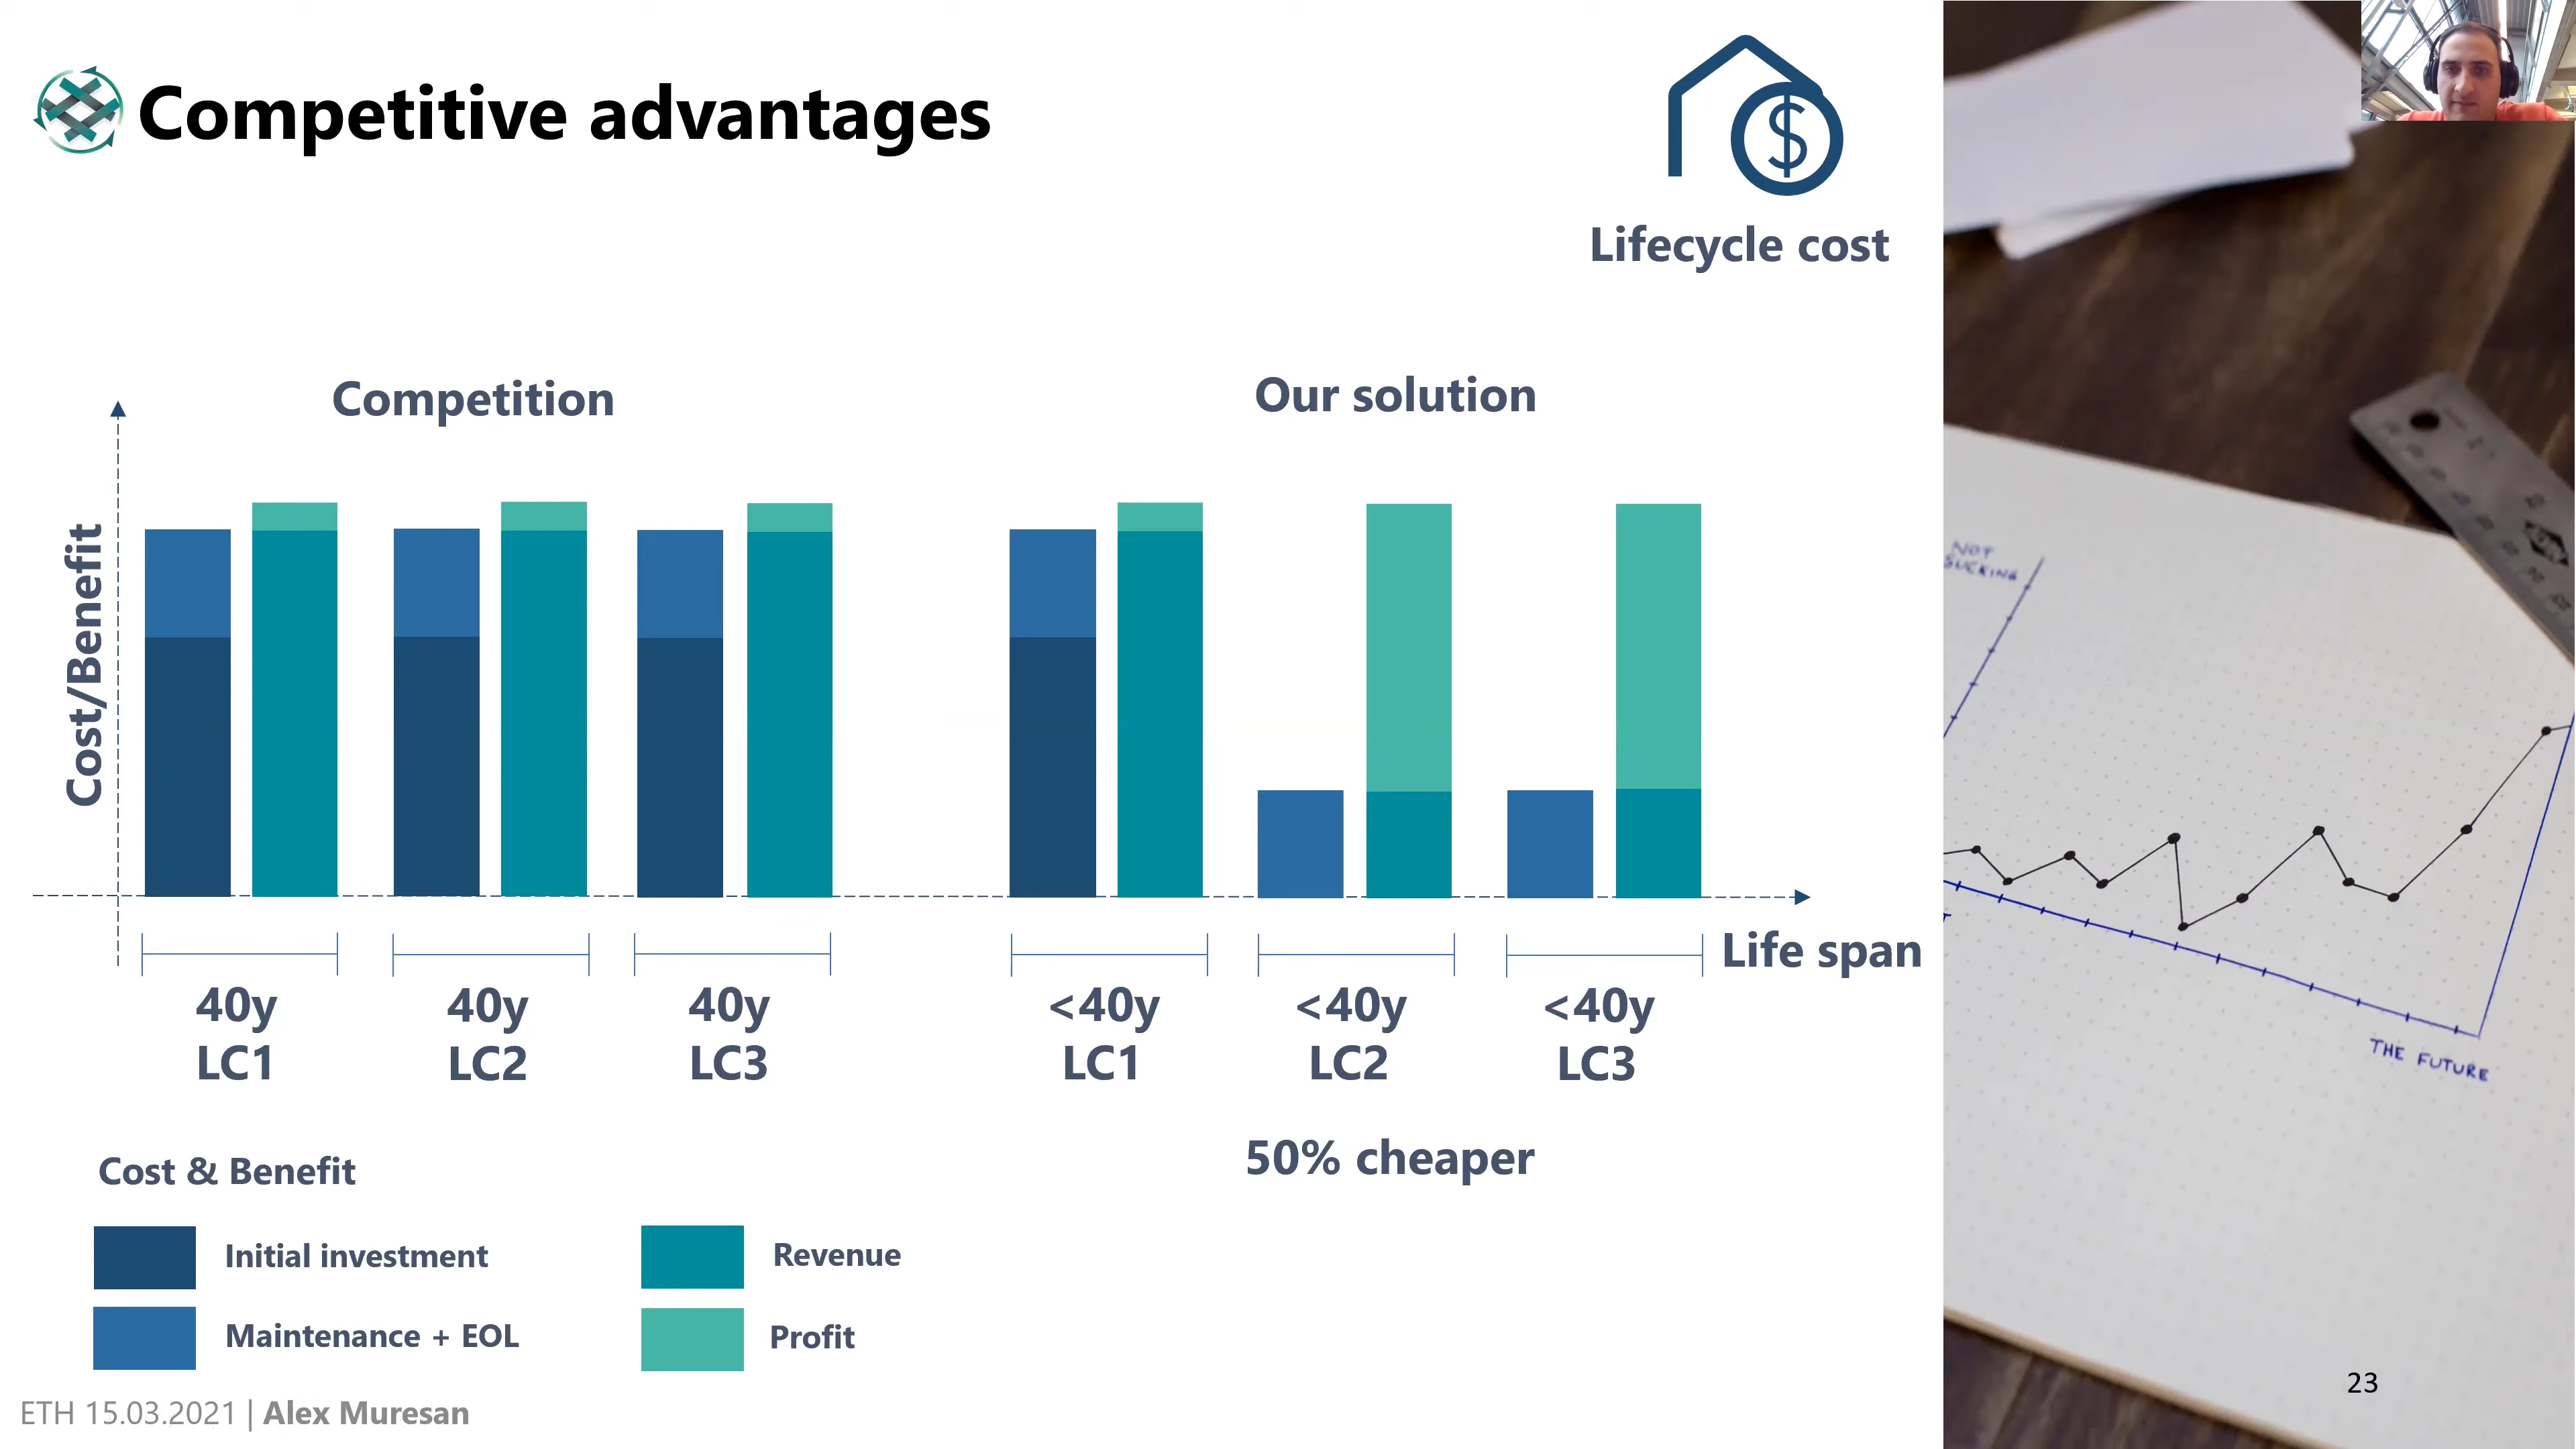 Competitive advantages
$
Lifecycle cost
Competition
Our solution
Cost/Benefit
Life span
40y
LC1
40y
LC2
40y
LC3
<40y
LC1
<40y
LC2
<40y
LC3
50% cheaper
Cost & Benefit
Initial investment
Revenue
Maintenance + EOL
Profit
ETH 15.03.2021 | Alex Muresan
NOT
SUCKING
THE FUTURE
23